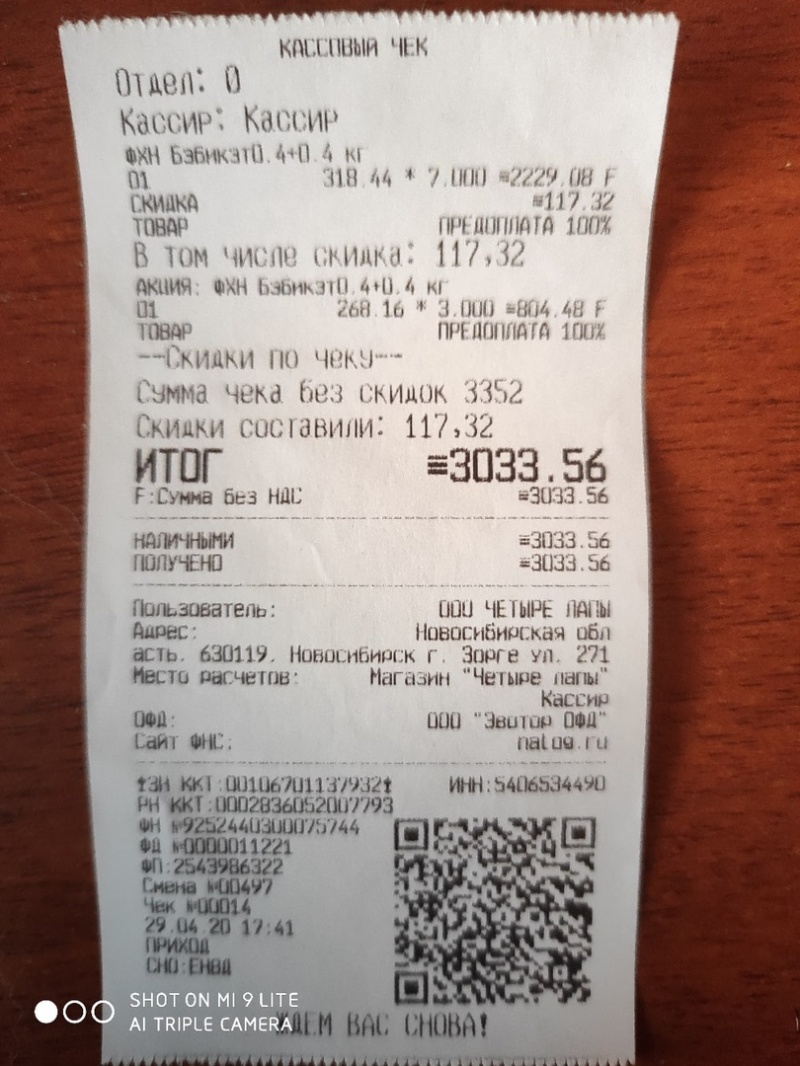 КАССОВЫЙ ЧЕК
Отдел: 0
Кассир: Кассир
ФХН Бэбикэт0.4+0.4 кг
01 318.44 * 7.000 ≡2229.08 F
СКИДКА ≡117.32
ТОВАР ПРЕДОПЛАТА 100%
В том числе скидка: 117,32
АКЦИЯ: ФХН Бэбикэт0.4+0.4 кг
01 268.16 * 3.000 ≡804.48 F
ТОВАР ПРЕДОПЛАТА 100%
--Скидки по чеку--
Сумма чека без скидок 3352
Скидки составили: 117,32
ИТОГ ≡3033.56
F:Сумма без НДС ≡3033.56
НАЛИЧНЫМИ ≡3033.56
ПОЛУЧЕНО ≡3033.56
Пользователь: ООО ЧЕТЫРЕ ЛАПЫ
Адрес: Новосибирская обл
асть. 630119. Новосибирск г. Зорге ул. 271
Место расчетов: Магазин "Четыре лапы"
Кассир
ОФД: ООО "Эвотор ОФД"
Сайт ФНС: nalog.ru
ЗН ККТ:00106701137932 ИНН:5406534490
РН ККТ:0002836052007793
ФН №9252440300075744
ФД №0000011221
ФП:2543986322
Смена №00497
Чек №00014
29.04.20 17:41
ПРИХОД
СНО:ЕНВД
SHOT ON MI 9 LITE
AI TRIPLE CAMERA
ЖДЕМ ВАС СНОВА!